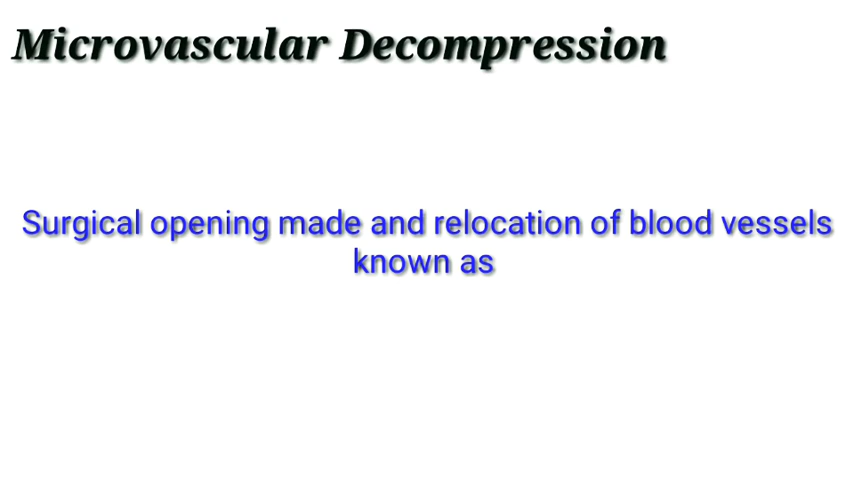 Microvascular Decompression
Surgical opening made and relocation of blood vessels
known as